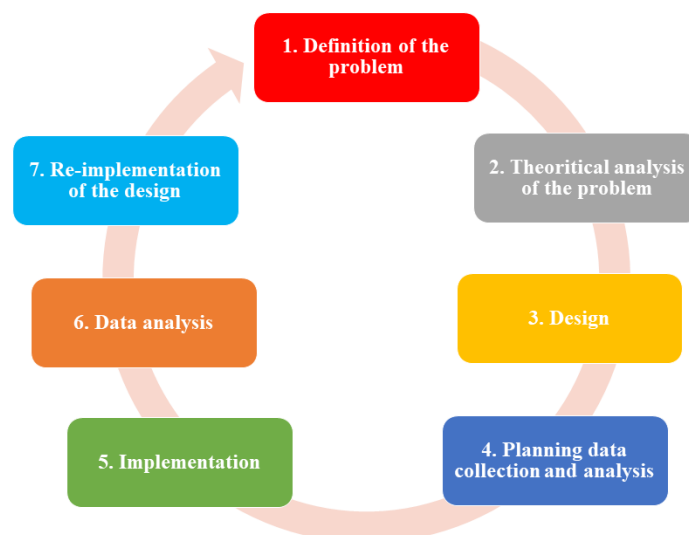 1. Definition of the
problem
2. Theoritical analysis
of the problem
3. Design
4. Planning data
collection and analysis
5. Implementation
6. Data analysis
7. Re-implementation
of the design